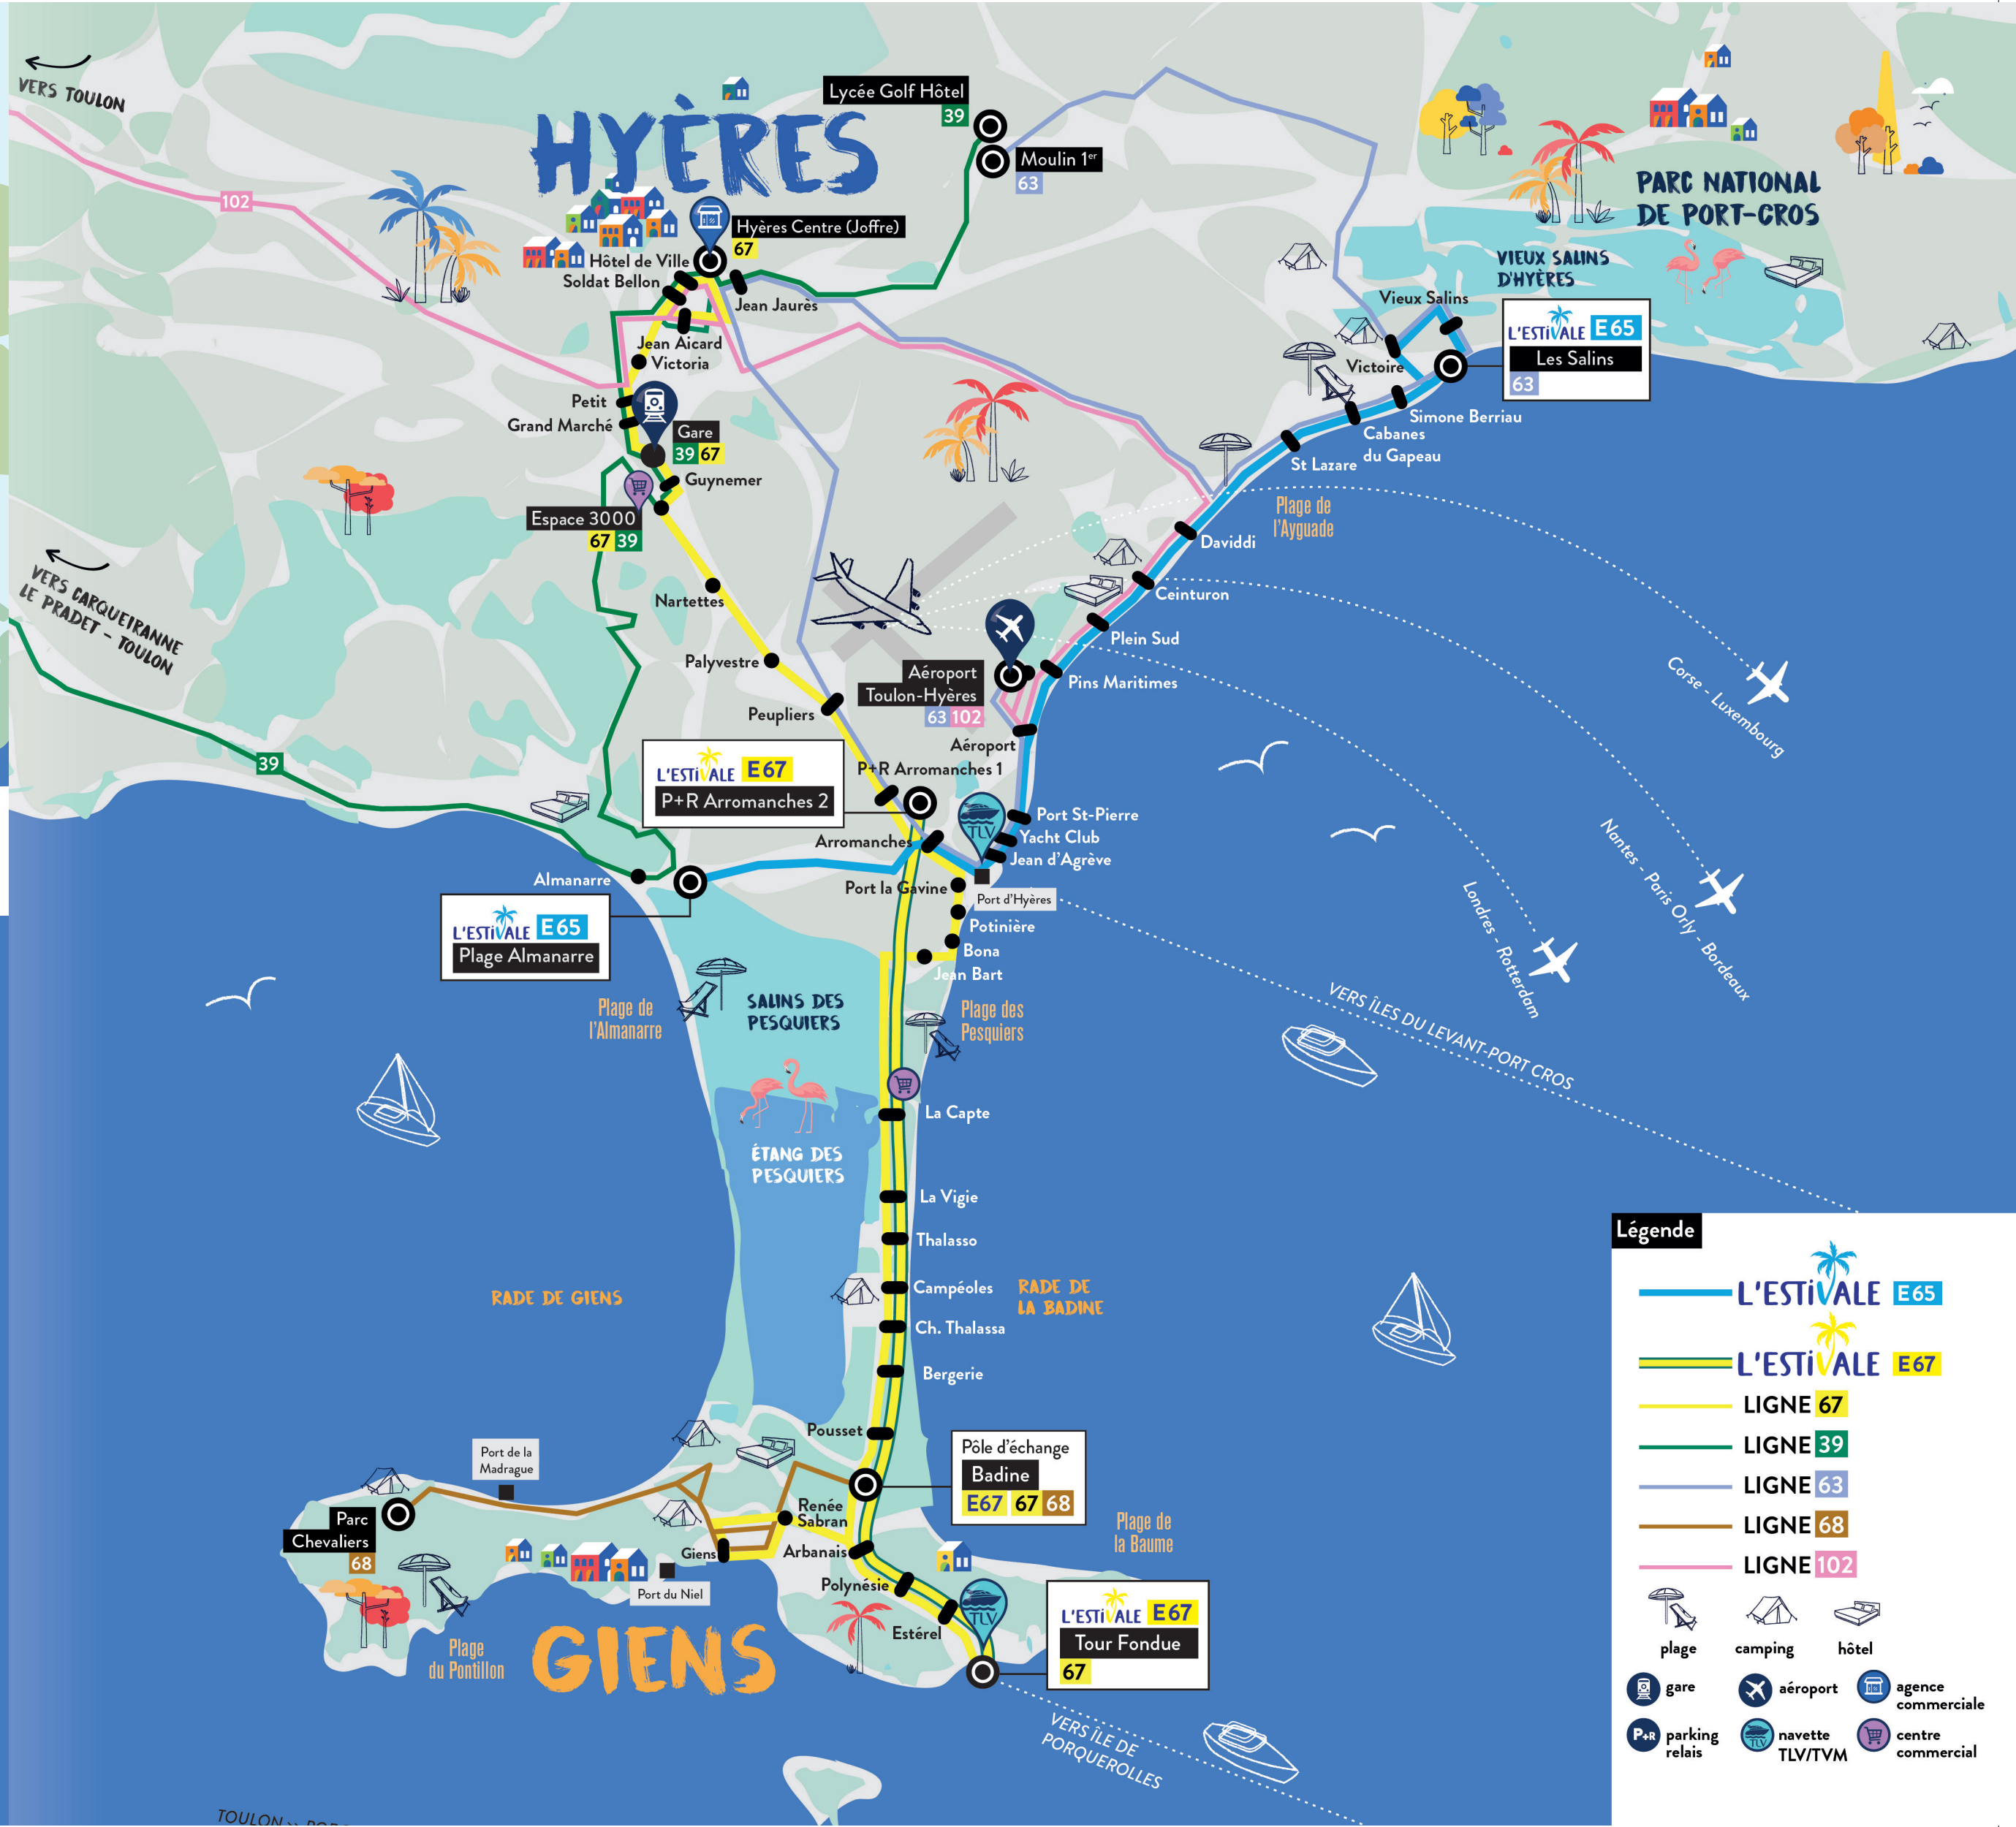 VERS TOULON
102
HYÈRES
Lycée Golf Hôtel
39
Moulin 1er
63
Hyères Centre (Joffre)
67
Hôtel de Ville
Soldat Bellon
Jean Jaurès
Jean Aicard
Victoria
Petit
Grand Marché
Gare
39 67
Guynemer
Espace 3000
67 39
PARC NATIONAL
DE PORT-CROS
VIEUX SALINS
D'HYÈRES
Vieux Salins
L'ESTiVALE E65
Les Salins
63
Victoire
Simone Berriau
Cabanes
du Gapeau
St Lazare
Plage de
l'Ayguade
Daviddi
Ceinturon
Plein Sud
Pins Maritimes
VERS CARQUEIRANNE
LE PRADET - TOULON
39
Nartettes
Palyvestre
Peupliers
Aéroport
Toulon-Hyères
63 102
Aéroport
L'ESTiVALE E67
P+R Arromanches 2
P+R Arromanches 1
Arromanches
TLV
Port St-Pierre
Yacht Club
Jean d'Agrève
Port la Gavine
Port d'Hyères
Potinière
Bona
Jean Bart
Almanarre
L'ESTiVALE E65
Plage Almanarre
Corse - Luxembourg
Nantes - Paris Orly - Bordeaux
Londres - Rotterdam
VERS ÎLES DU LEVANT-PORT CROS
Plage de
l'Almanarre
SALINS DES
PESQUIERS
Plage des
Pesquiers
ÉTANG DES
PESQUIERS
La Capte
La Vigie
Thalasso
Campéoles
Ch. Thalassa
Bergerie
Pousset
RADE DE GIENS
RADE DE
LA BADINE
Pôle d'échange
Badine
E67 67 68
Port de la
Madrague
Parc
Chevaliers
68
Renée
Sabran
Giens
Arbanais
Port du Niel
Polynésie
Estérel
TLV
Plage de
la Baume
L'ESTiVALE E67
Tour Fondue
67
Plage
du Pontillon
GIENS
VERS ÎLE DE
PORQUEROLLES
Légende
L'ESTiVALE E65
L'ESTiVALE E67
LIGNE 67
LIGNE 39
LIGNE 63
LIGNE 68
LIGNE 102
plage
camping
hôtel
gare
aéroport
agence
commerciale
P+R
parking
relais
TLV
navette
TLV/TVM
centre
commercial
TOULON